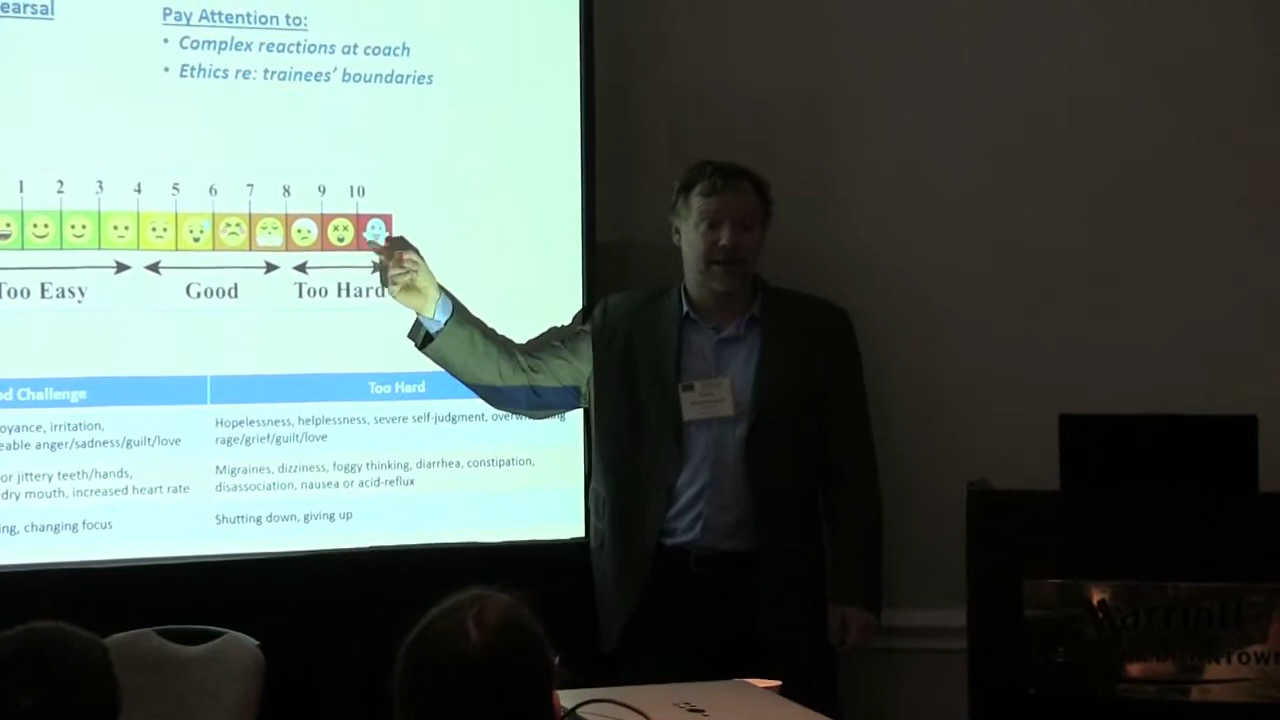 earsal
Pay Attention to:
• Complex reactions at coach
• Ethics re: trainees' boundaries
1 2 3 4 5 6 7 8 9 10
Too Easy Good Too Hard
d Challenge Too Hard
oyance, irritation,
eable anger/sadness/guilt/love
Hopelessness, helplessness, severe self-judgment,
rage/grief/guilt/love
or jittery teeth/hands,
dry mouth, increased heart rate
Migraines, dizziness, foggy thinking, diarrhea, constipation,
disassociation, nausea or acid-reflux
ing, changing focus
Shutting down, giving up
Marriott